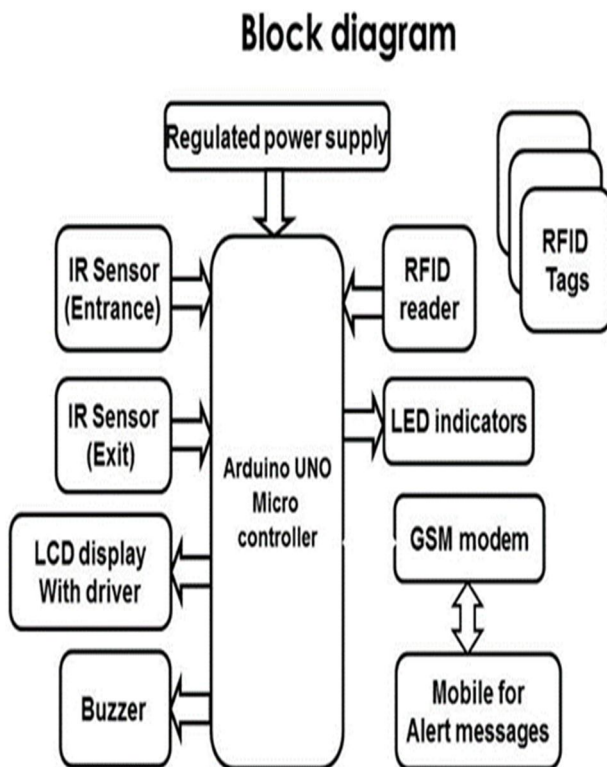 Block diagram
Regulated power supply
IR Sensor
(Entrance)
RFID
reader
RFID
Tags
IR Sensor
(Exit)
LED indicators
Arduino UNO
Micro
controller
LCD display
With driver
GSM modem
Buzzer
Mobile for
Alert messages